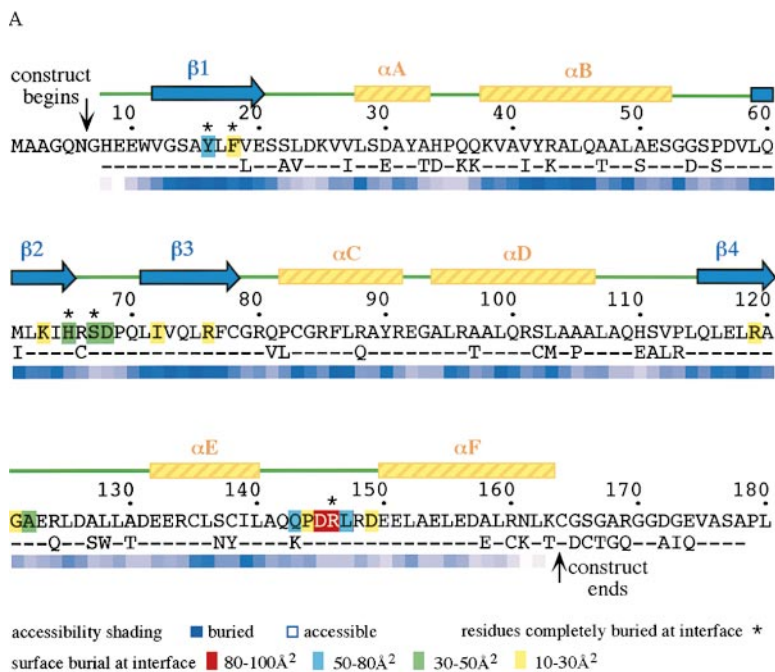 A
construct
begins
β1
αA
αB
10 20 30 40 50 60
* *
MAAGQNGHEEWVGSAYLFVESSLDKVVLSDAYAHPQQKVAVYRALQAALAESGGSPDVLQ
-----------L--AV---I--E--TD-KK---I-K---T--S---D-S----
β2
β3
αC
αD
β4
* *
70 80 90 100 110 120
MLKIHRSDPQLIVQLRFCGRQPCGRFLRAYREGALRAALQRSLAAALAQHSVPLQLELRA
I----C--------------VL-----Q--------T---CM-P-----EALR-------
αE
αF
*
130 140 150 160 170 180
GAERLDALLADEERCLSCILAQQPDRLRDEELAELEDALRNLKCGSGARGGDGEVASAPL
---Q--SW-T------NY----K--------------E-CK-T-DCTGQ--AIQ-----
construct
ends
accessibility shading buried accessible residues completely buried at interface *
surface burial at interface 80-100Å² 50-80Å² 30-50Å² 10-30Å²